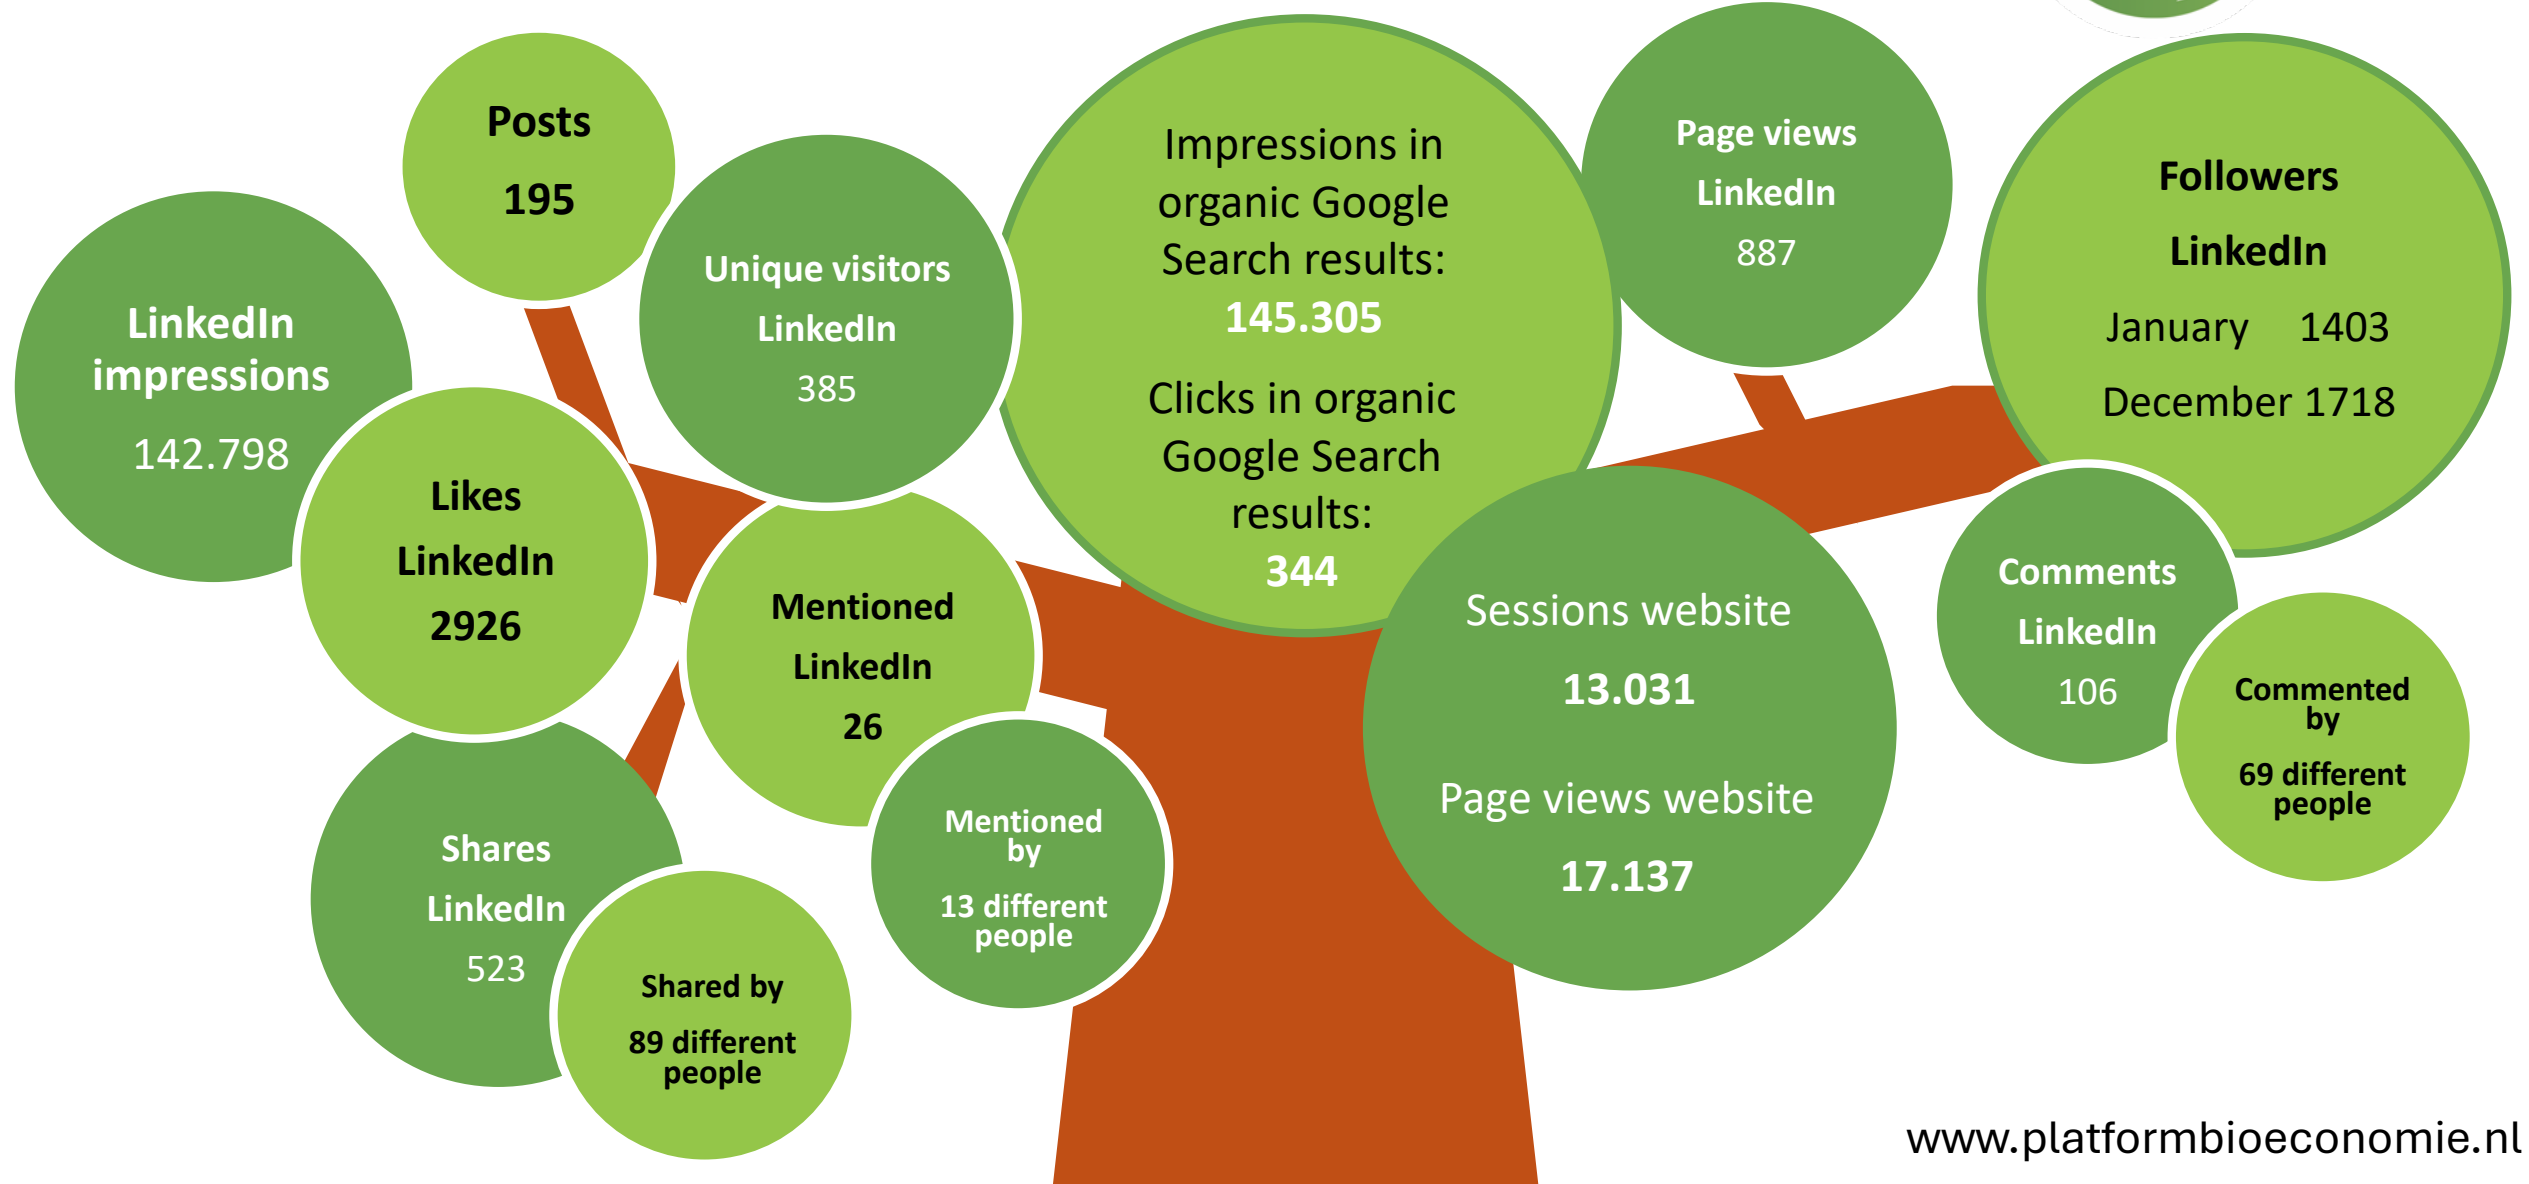 Posts
195
LinkedIn
impressions
142.798
Unique visitors
LinkedIn
385
Impressions in
organic Google
Search results:
145.305
Clicks in organic
Google Search
results:
344
Page views
LinkedIn
887
Followers
LinkedIn
January 1403
December 1718
Likes
LinkedIn
2926
Mentioned
LinkedIn
26
Mentioned
by
13 different
people
Sessions website
13.031
Page views website
17.137
Comments
LinkedIn
106
Commented
by
69 different
people
Shares
LinkedIn
523
Shared by
89 different
people
www.platformbioeconomie.nl